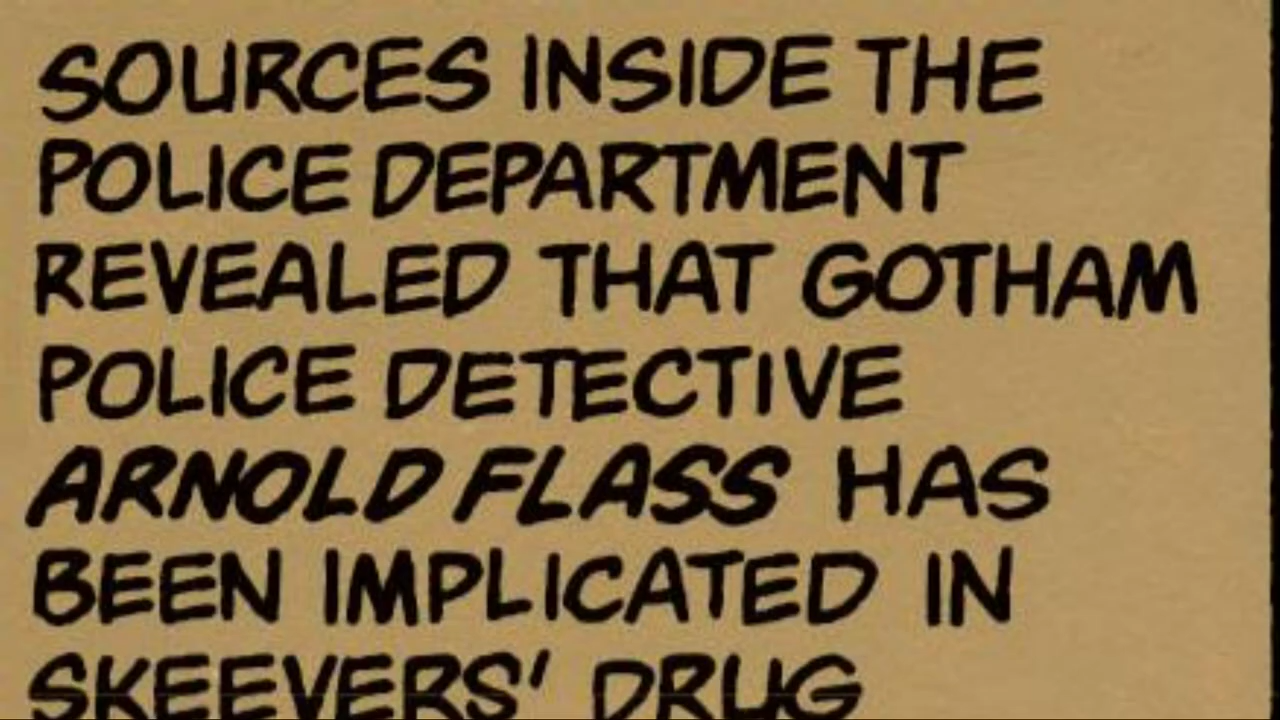 SOURCES INSIDE THE
POLICE DEPARTMENT
REVEALED THAT GOTHAM
POLICE DETECTIVE
ARNOLD FLASS HAS
BEEN IMPLICATED IN
SKEEVERS' DRUG